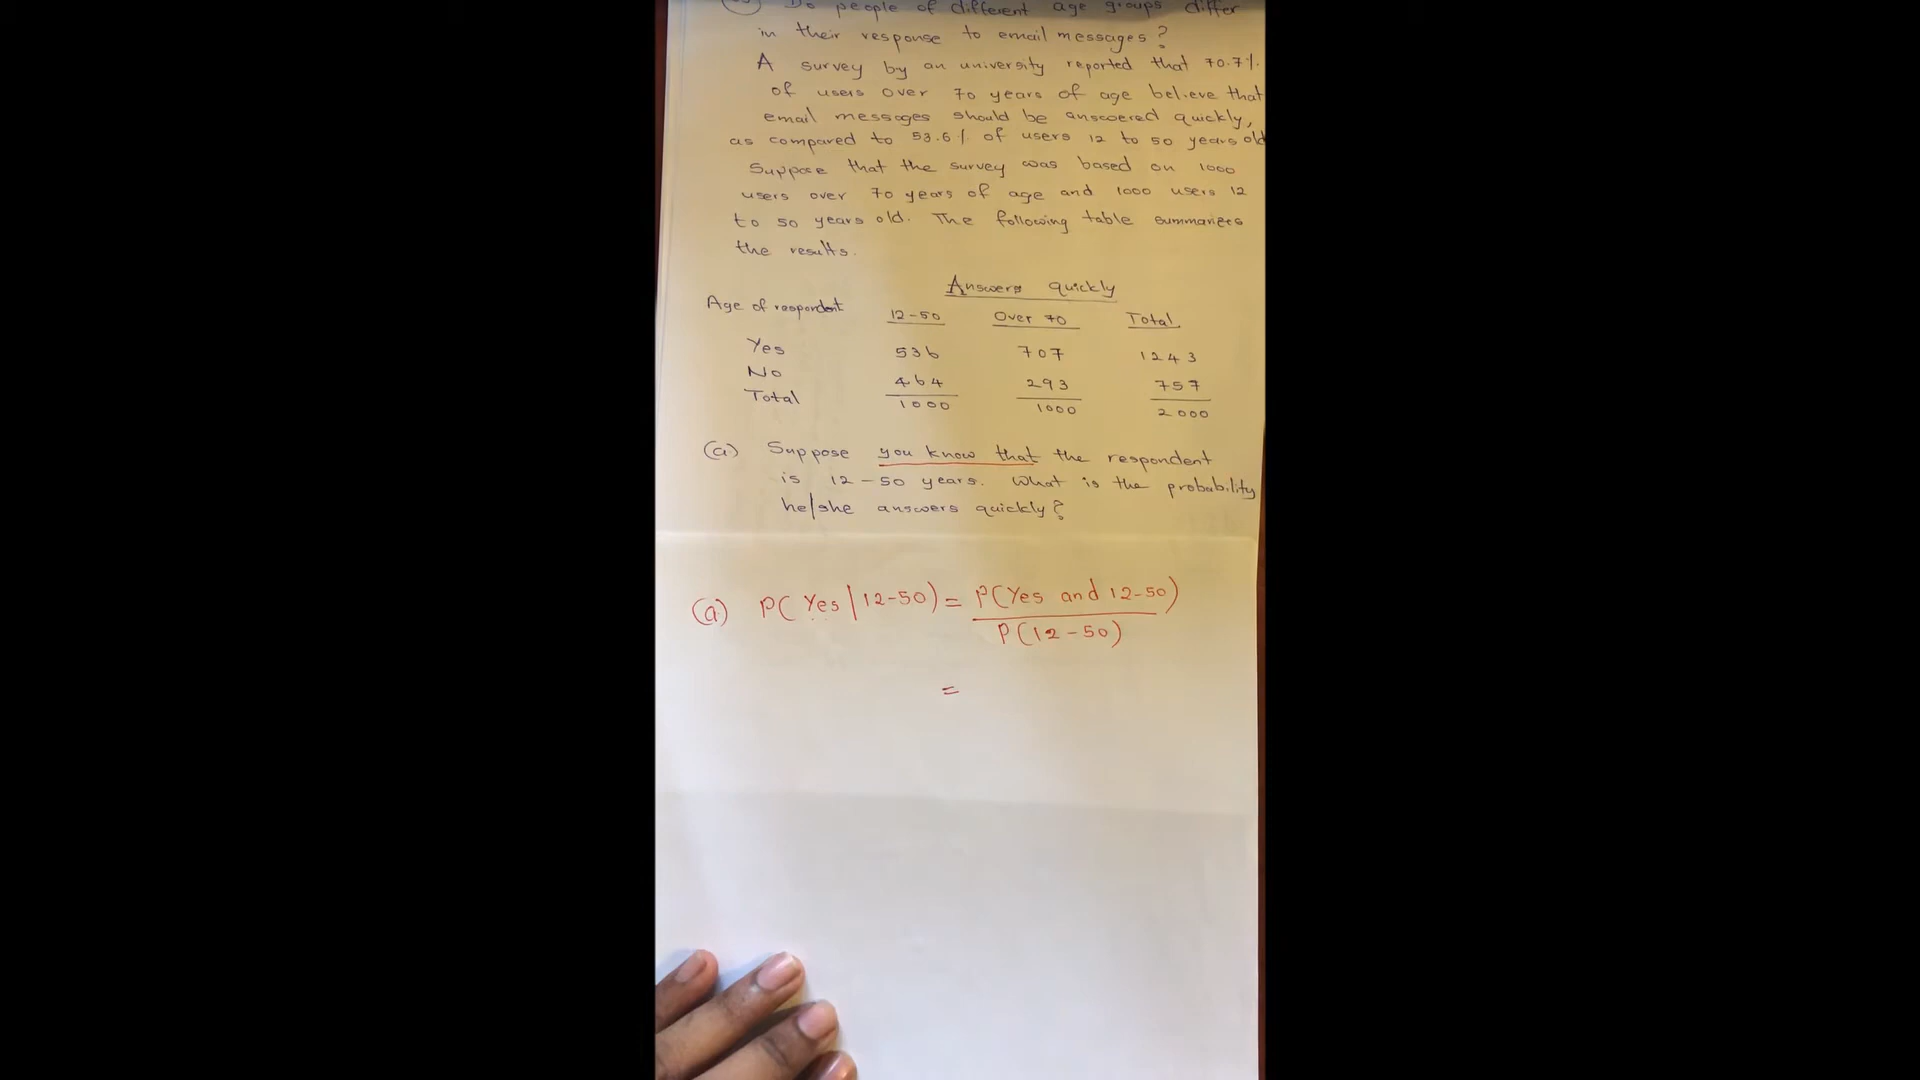 Do people of different age groups differ
in their response to email messages?
A survey by an university reported that 70.7%
of users over 70 years of age believe that
email messages should be answered quickly,
as compared to 53.6% of users 12 to 50 years old
Suppose that the survey was based on 1000
users over 70 years of age and 1000 users 12
to 50 years old. The following table summarizes
the results.
Answers quickly
Age of respondent 12-50 Over 70 Total
Yes 536 707 1243
No 464 293 757
Total 1000 1000 2000
(a) Suppose you know that the respondent
is 12-50 years. What is the probability
he/she answers quickly?
(a) P(Yes|12-50) = P(Yes and 12-50)
P(12-50)
=